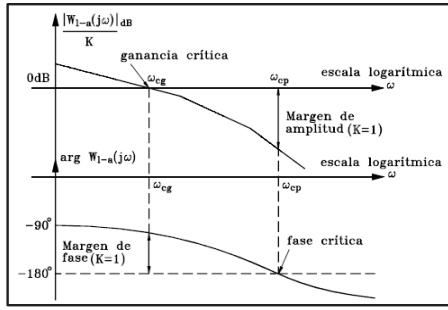 |W₁₋ₐ(jω)|dB
K
ganancia crítica
0dB
ωcg
ωcp
escala logarítmica
ω
Margen de
amplitud (K=1)
arg W₁₋ₐ(jω)
escala logarítmica
ωcg
ωcp
ω
-90°
Margen de
fase (K=1)
fase crítica
-180°